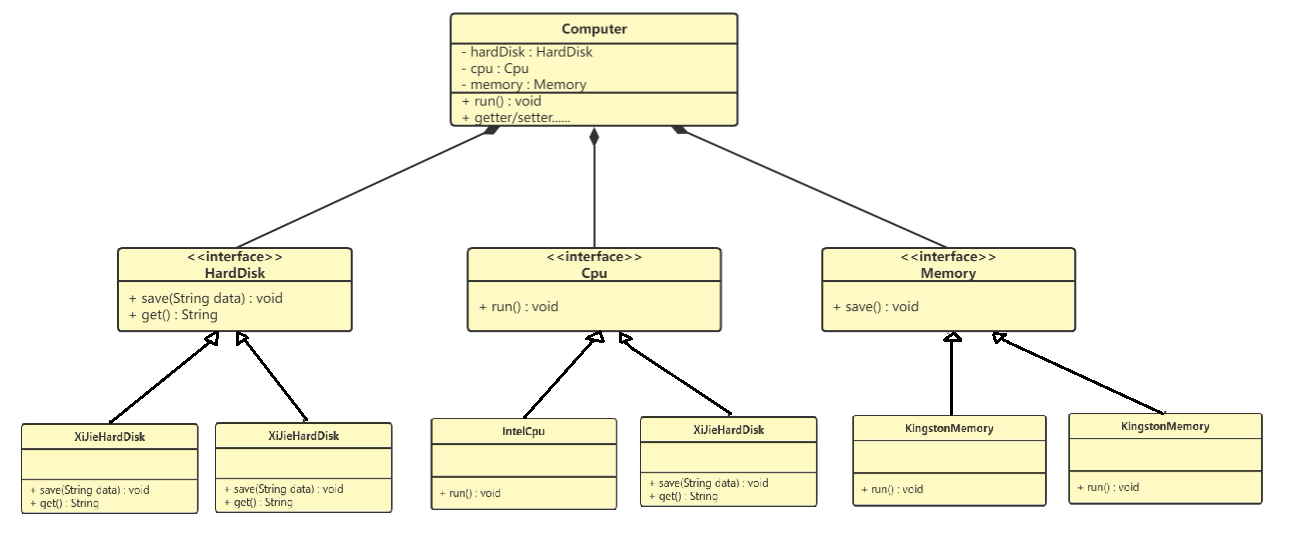 Computer
- hardDisk : HardDisk
- cpu : Cpu
- memory : Memory
+ run() : void
+ getter/setter......
<<interface>>
HardDisk
+ save(String data) : void
+ get() : String
<<interface>>
Cpu
+ run() : void
<<interface>>
Memory
+ save() : void
XiJieHardDisk
+ save(String data) : void
+ get() : String
XiJieHardDisk
+ save(String data) : void
+ get() : String
IntelCpu
+ run() : void
XiJieHardDisk
+ save(String data) : void
+ get() : String
KingstonMemory
+ run() : void
KingstonMemory
+ run() : void